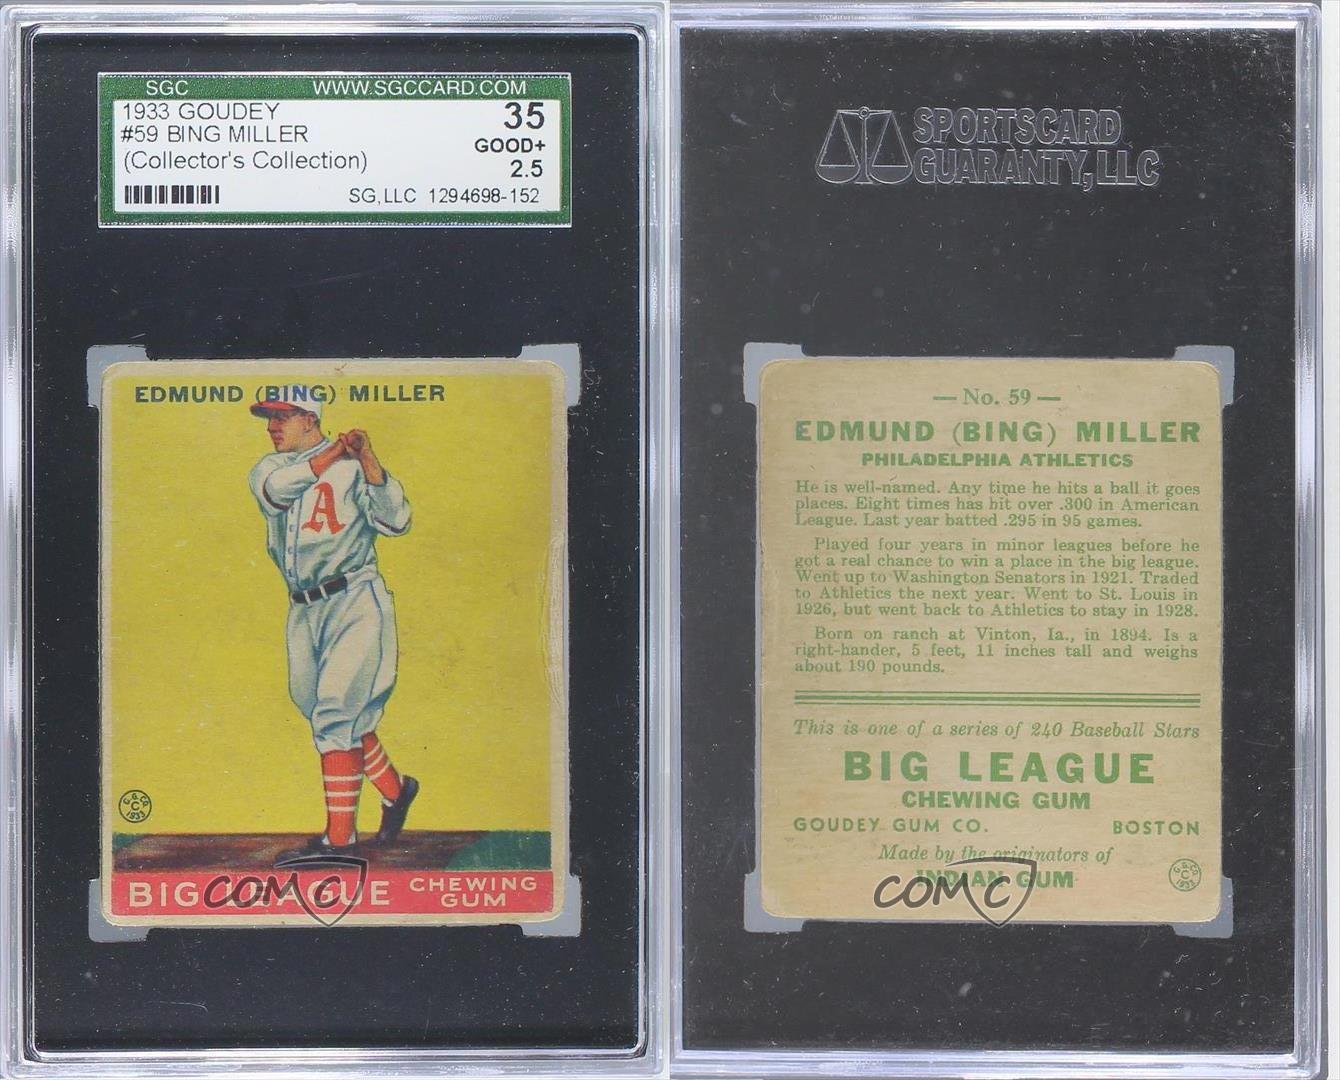 SGC WWW.SGCCARD.COM
1933 GOUDEY 35
#59 BING MILLER GOOD+
(Collector's Collection) 2.5
SG,LLC 1294698-152
EDMUND (BING) MILLER
A
G.G.CO.
C
1933
BIG LEAGUE CHEWING
GUM
COMC
SPORTSCARD
GUARANTY, LLC
— No. 59 —
EDMUND (BING) MILLER
PHILADELPHIA ATHLETICS
He is well-named. Any time he hits a ball it goes
places. Eight times has hit over .300 in American
League. Last year batted .295 in 95 games.
Played four years in minor leagues before he
got a real chance to win a place in the big league.
Went up to Washington Senators in 1921. Traded
to Athletics the next year. Went to St. Louis in
1926, but went back to Athletics to stay in 1928.
Born on ranch at Vinton, Ia., in 1894. Is a
right-hander, 5 feet, 11 inches tall and weighs
about 190 pounds.
This is one of a series of 240 Baseball Stars
BIG LEAGUE
CHEWING GUM
GOUDEY GUM CO. BOSTON
Made by the originators of
INDIAN GUM
G.G.CO.
C
1933
COMC